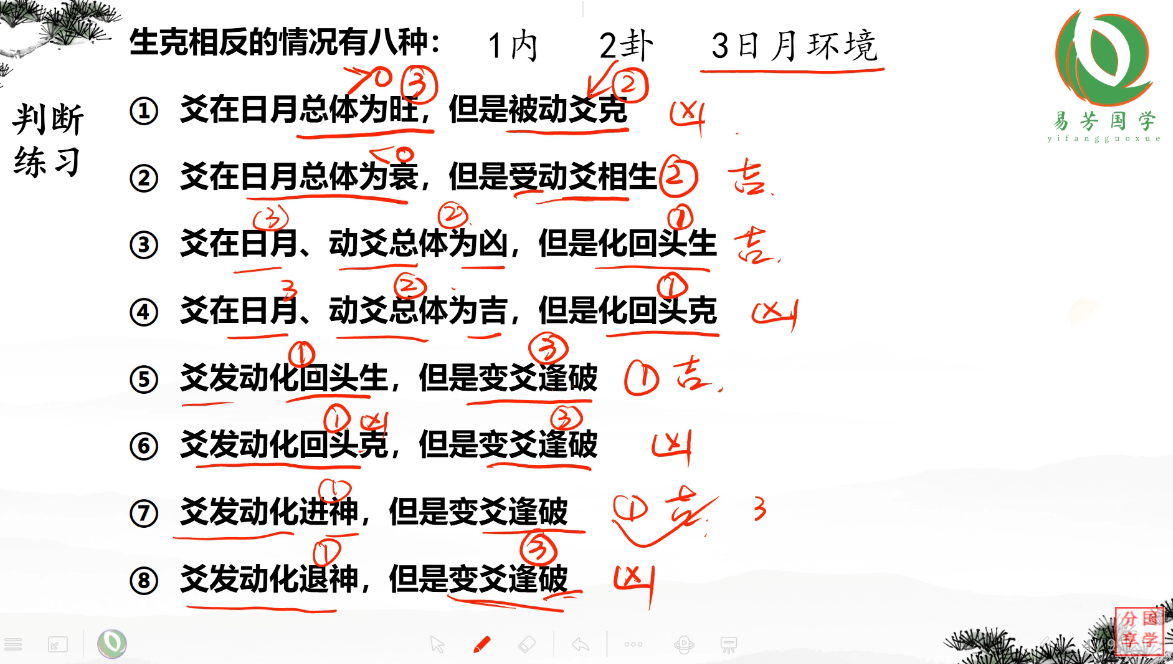 生克相反的情况有八种： 1内 2卦 3日月环境
判断
练习
>0 ③ ②
① 爻在日月总体为旺，但是被动爻克 凶
<0
② 爻在日月总体为衰，但是受动爻相生 ② 吉
(3) ② ①
③ 爻在日月、动爻总体为凶，但是化回头生 吉
3 ② ①
④ 爻在日月、动爻总体为吉，但是化回头克 凶
① ③
⑤ 爻发动化回头生，但是变爻逢破 ① 吉
① 凶 ③
⑥ 爻发动化回头克，但是变爻逢破 凶
①
⑦ 爻发动化进神，但是变爻逢破 ① 吉 3
① ③
⑧ 爻发动化退神，但是变爻逢破 凶
易芳国学
yifangguoxue
分国
享学